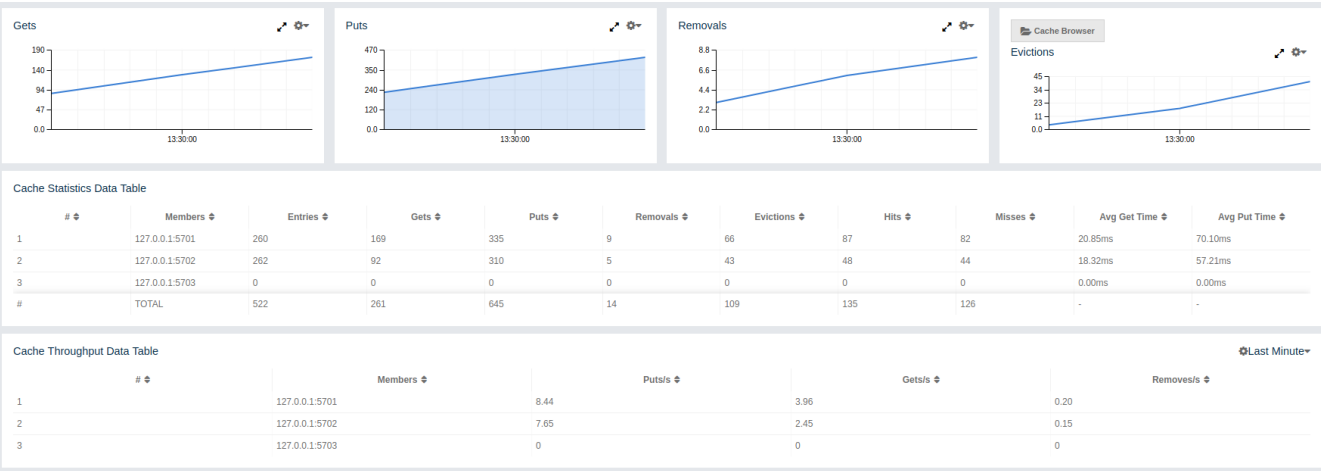 Gets
190
140
94
47
0.0
13:30:00
Puts
470
350
240
120
0.0
13:30:00
Removals
8.8
6.6
4.4
2.2
0.0
13:30:00
Cache Browser
Evictions
45
34
23
11
0.0
13:30:00
Cache Statistics Data Table
# Members Entries Gets Puts Removals Evictions Hits Misses Avg Get Time Avg Put Time
1 127.0.0.1:5701 260 169 335 9 66 87 82 20.85ms 70.10ms
2 127.0.0.1:5702 262 92 310 5 43 48 44 18.32ms 57.21ms
3 127.0.0.1:5703 0 0 0 0 0 0 0 0.00ms 0.00ms
# TOTAL 522 261 645 14 109 135 126 - -
Cache Throughput Data Table Last Minute
# Members Puts/s Gets/s Removes/s
1 127.0.0.1:5701 8.44 3.96 0.20
2 127.0.0.1:5702 7.65 2.45 0.15
3 127.0.0.1:5703 0 0 0